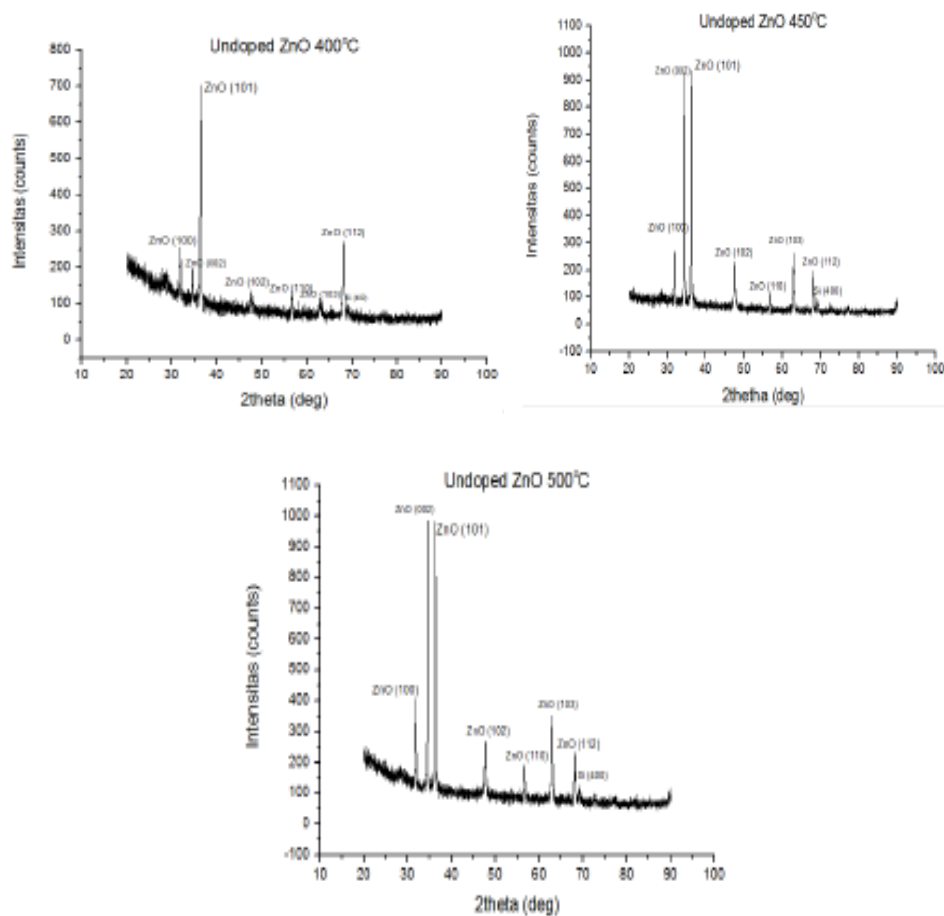 Undoped ZnO 400°C
800
700
600
500
400
300
200
100
0
Intensitas (counts)
ZnO (101)
ZnO (100)
ZnO (002)
ZnO (102)
ZnO (110)
ZnO (103)
ZnO (112)
10 20 30 40 50 60 70 80 90 100
2theta (deg)
Undoped ZnO 450°C
1100
1000
900
800
700
600
500
400
300
200
100
0
-100
Intensitas (counts)
ZnO (002)
ZnO (101)
ZnO (100)
ZnO (102)
ZnO (110)
ZnO (103)
ZnO (112)
Si (400)
10 20 30 40 50 60 70 80 90 100
2thetha (deg)
Undoped ZnO 500°C
1100
1000
900
800
700
600
500
400
300
200
100
0
-100
Intensitas (counts)
ZnO (002)
ZnO (101)
ZnO (100)
ZnO (102)
ZnO (110)
ZnO (103)
ZnO (112)
Si (400)
10 20 30 40 50 60 70 80 90 100
2theta (deg)